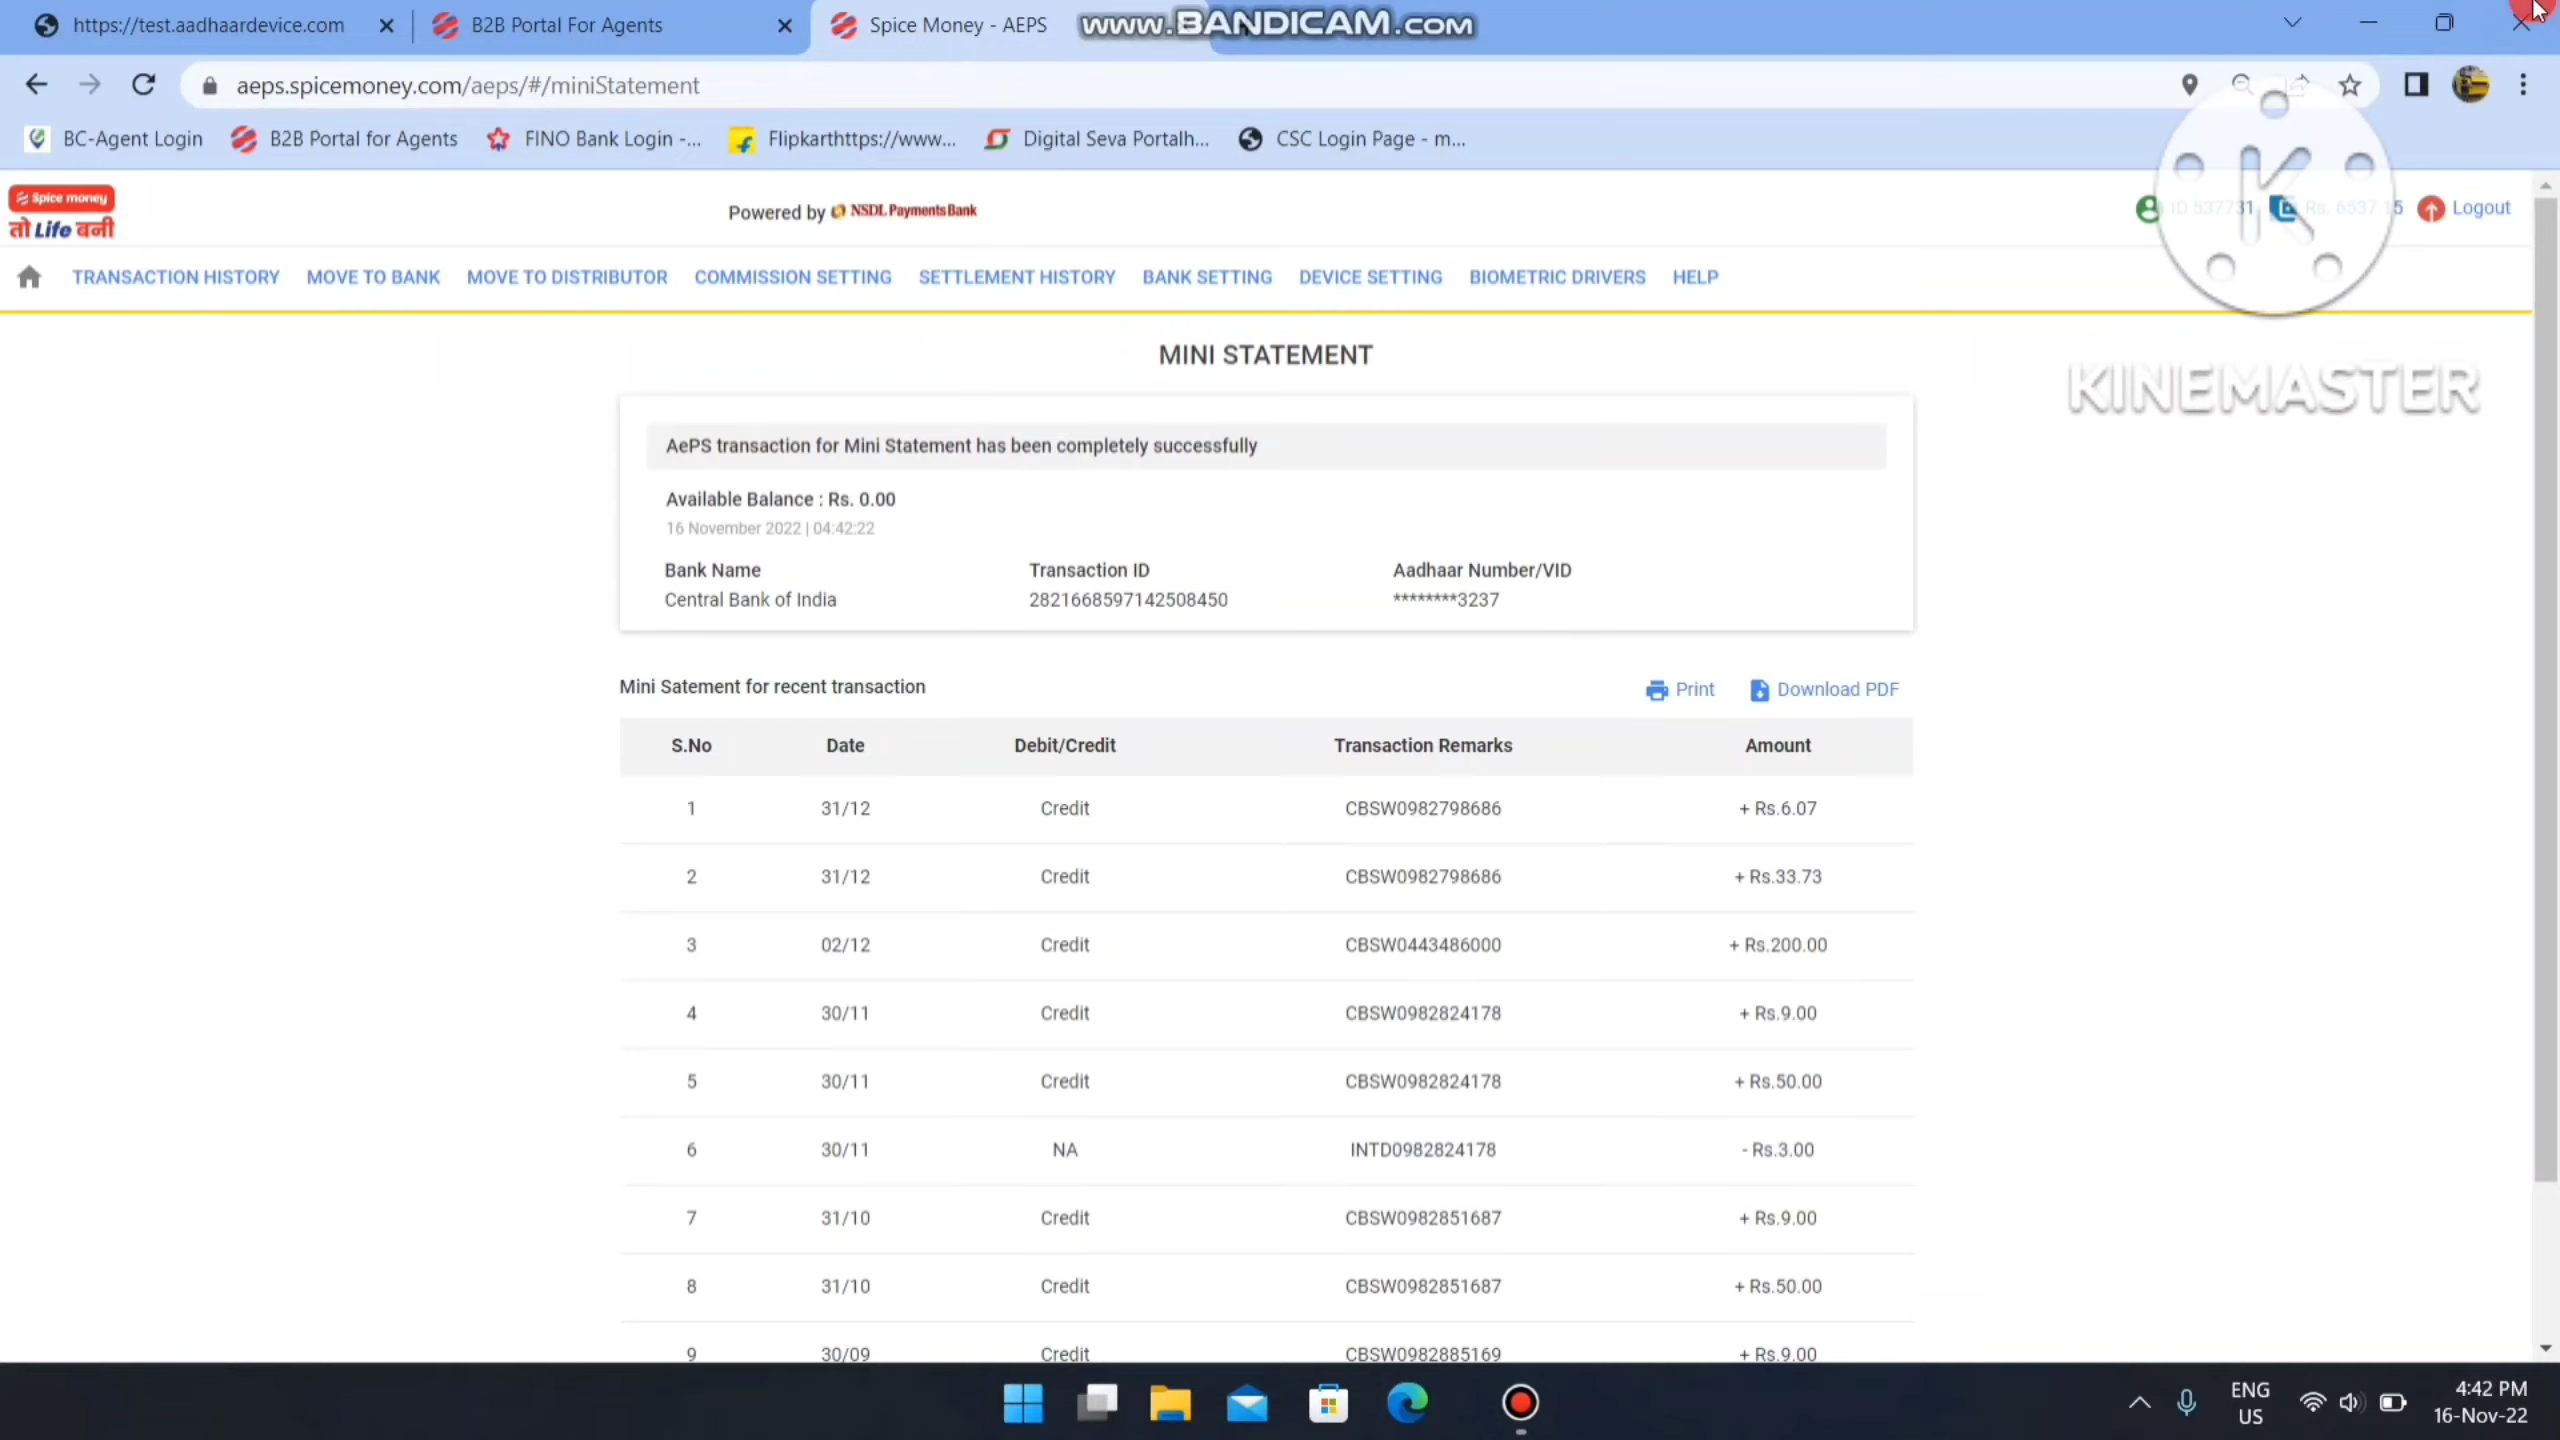 https://test.aadhaardevice.com
B2B Portal For Agents
Spice Money - AEPS
www.BANDICAM.com
aeps.spicemoney.com/aeps/#/miniStatement
BC-Agent Login
B2B Portal for Agents
FINO Bank Login -...
Flipkarthttps://www...
Digital Seva Portalh...
CSC Login Page - m...
Spice money
तो Life बनी
Powered by NSDL Payments Bank
ID 537731
Rs. 6537.15
Logout
TRANSACTION HISTORY
MOVE TO BANK
MOVE TO DISTRIBUTOR
COMMISSION SETTING
SETTLEMENT HISTORY
BANK SETTING
DEVICE SETTING
BIOMETRIC DRIVERS
HELP
KINEMASTER
MINI STATEMENT
AePS transaction for Mini Statement has been completely successfully
Available Balance : Rs. 0.00
16 November 2022 | 04:42:22
Bank Name Transaction ID Aadhaar Number/VID
Central Bank of India 2821668597142508450 ********3237
Mini Satement for recent transaction
Print
Download PDF
S.No Date Debit/Credit Transaction Remarks Amount
1 31/12 Credit CBSW0982798686 + Rs.6.07
2 31/12 Credit CBSW0982798686 + Rs.33.73
3 02/12 Credit CBSW0443486000 + Rs.200.00
4 30/11 Credit CBSW0982824178 + Rs.9.00
5 30/11 Credit CBSW0982824178 + Rs.50.00
6 30/11 NA INTD0982824178 - Rs.3.00
7 31/10 Credit CBSW0982851687 + Rs.9.00
8 31/10 Credit CBSW0982851687 + Rs.50.00
9 30/09 Credit CBSW0982885169 + Rs.9.00
ENG
US
4:42 PM
16-Nov-22